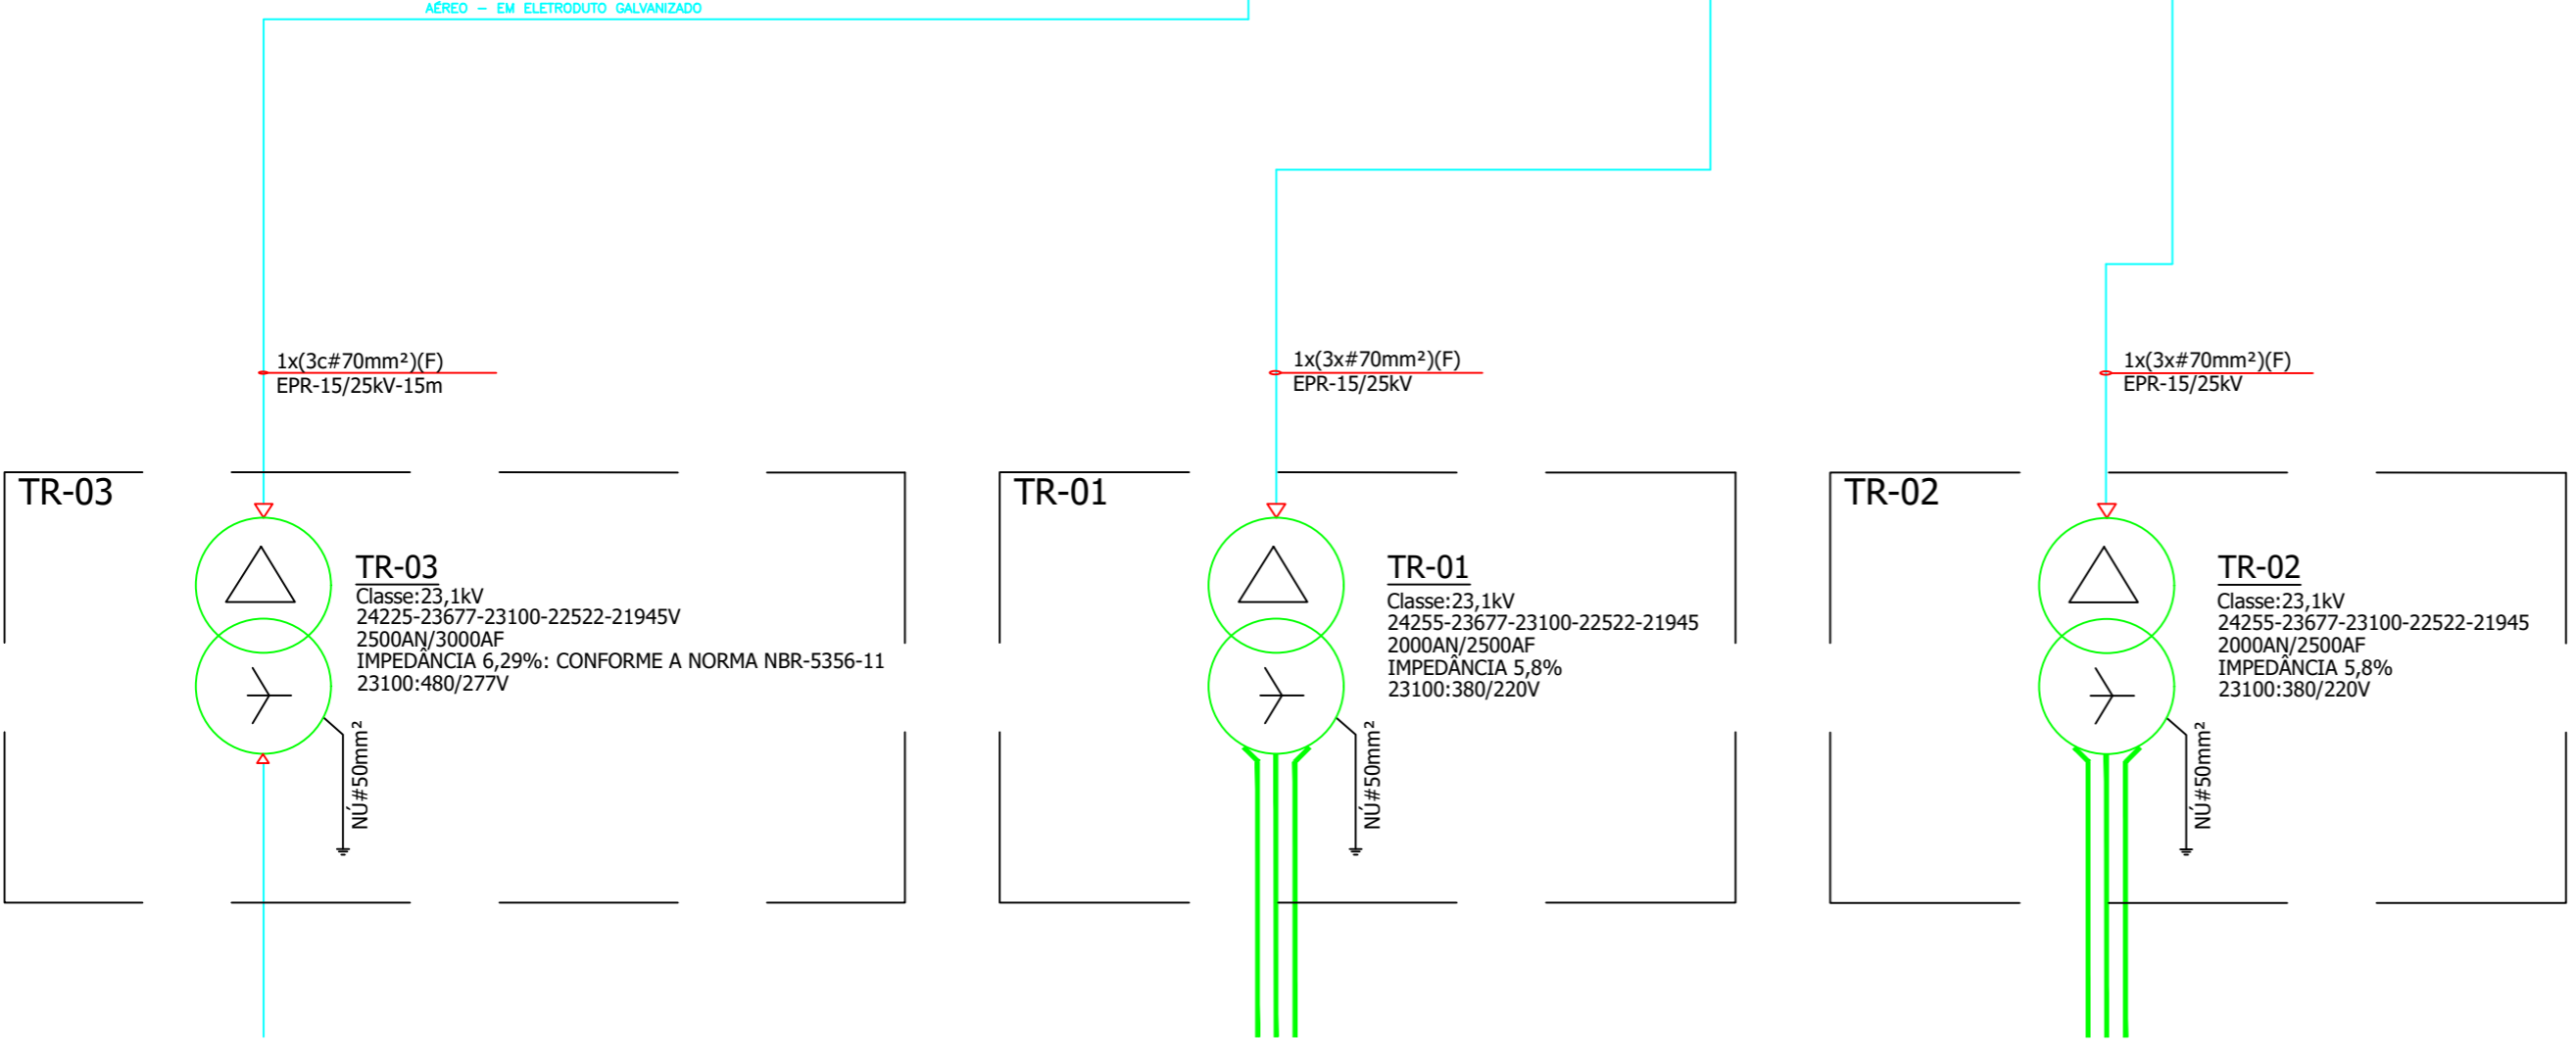 AÉREO – EM ELETRODUTO GALVANIZADO
1x(3c#70mm²)(F)
EPR-15/25kV-15m
1x(3x#70mm²)(F)
EPR-15/25kV
1x(3x#70mm²)(F)
EPR-15/25kV
TR-03
TR-03
Classe:23,1kV
24225-23677-23100-22522-21945V
2500AN/3000AF
IMPEDÂNCIA 6,29%: CONFORME A NORMA NBR-5356-11
23100:480/277V
NÚ#50mm²
TR-01
TR-01
Classe:23,1kV
24255-23677-23100-22522-21945
2000AN/2500AF
IMPEDÂNCIA 5,8%
23100:380/220V
NÚ#50mm²
TR-02
TR-02
Classe:23,1kV
24255-23677-23100-22522-21945
2000AN/2500AF
IMPEDÂNCIA 5,8%
23100:380/220V
NÚ#50mm²